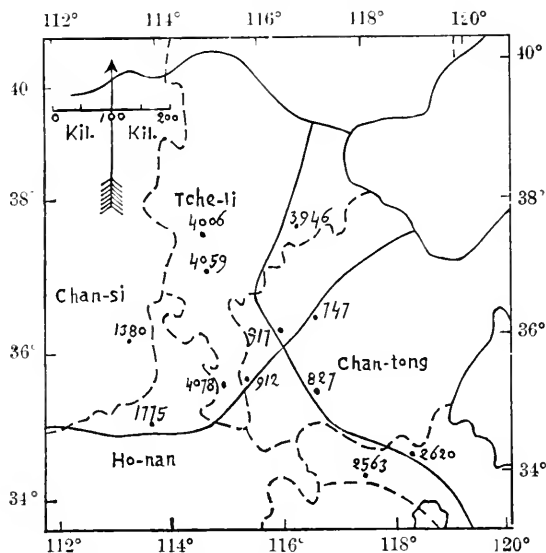 112° 114° 116° 118° 120°
40 40°
0 100 200
Kil. Kil.
38° 38°
Tche-li
4006
3946
4059
Chan-si
1380
747
917
36° 36°
Chan-tong
4078 912 827
1775
Ho-nan
2620
2563
34° 34°
112° 114° 116° 118° 120°